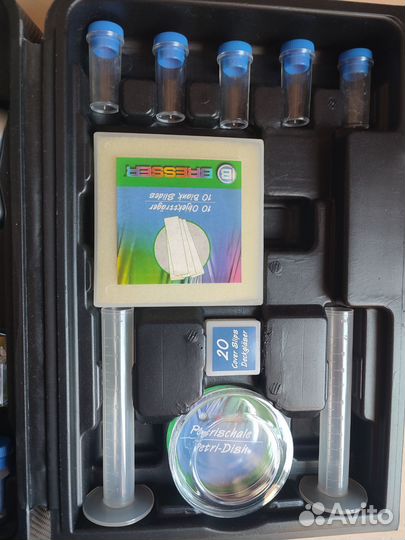 BRESSER
10 Objektträger
10 Blank Slides
20
Cover Slips
Deckgläser
Petrischale
Petri-Dish
Avito